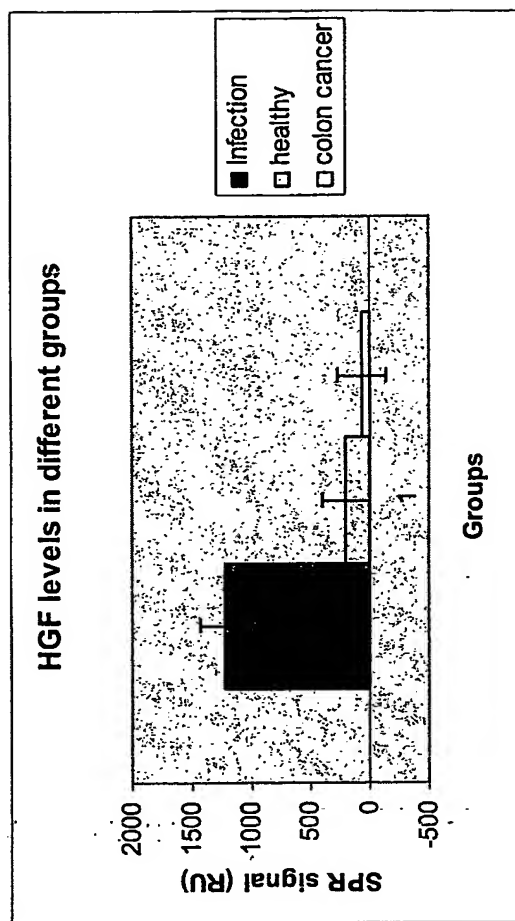 HGF levels in different groups
2000
1500
1000
500
0
-500
SPR signal (RU)
1
Groups
Infection
healthy
colon cancer